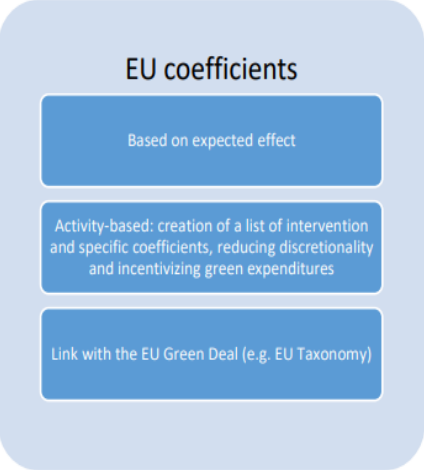 EU coefficients
Based on expected effect
Activity-based: creation of a list of intervention
and specific coefficients, reducing discretionality
and incentivizing green expenditures
Link with the EU Green Deal (e.g. EU Taxonomy)